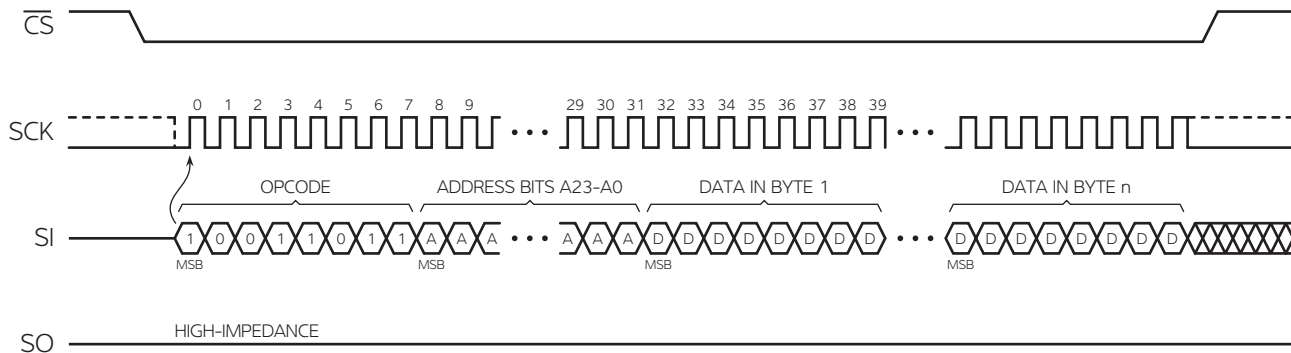 CS
SCK
0 1 2 3 4 5 6 7 8 9 29 30 31 32 33 34 35 36 37 38 39
OPCODE ADDRESS BITS A23-A0 DATA IN BYTE 1 DATA IN BYTE n
SI
1 0 0 1 1 0 1 1 A A A ••• A A A D D D D D D D D ••• D D D D D D D D
MSB MSB MSB MSB
HIGH-IMPEDANCE
SO